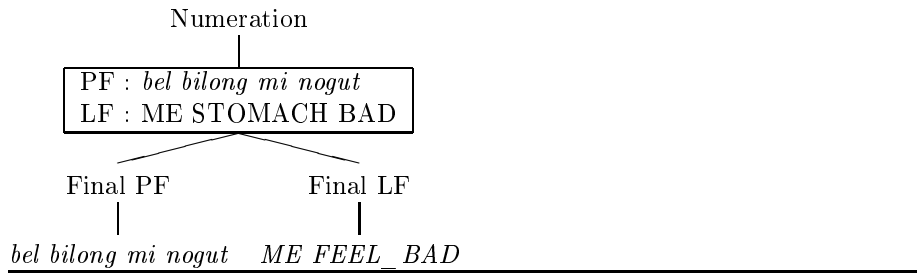 Numeration
PF : bel bilong mi nogut
LF : ME STOMACH BAD
Final PF Final LF
bel bilong mi nogut ME FEEL_BAD